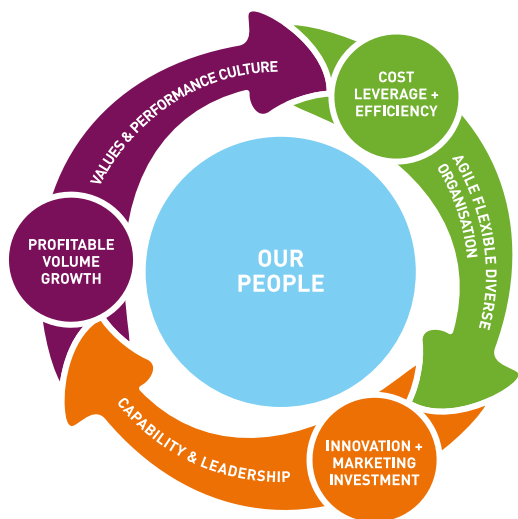 VALUES & PERFORMANCE CULTURE
COST
LEVERAGE +
EFFICIENCY
AGILE FLEXIBLE DIVERSE
ORGANISATION
OUR
PEOPLE
PROFITABLE
VOLUME
GROWTH
CAPABILITY & LEADERSHIP
INNOVATION +
MARKETING
INVESTMENT